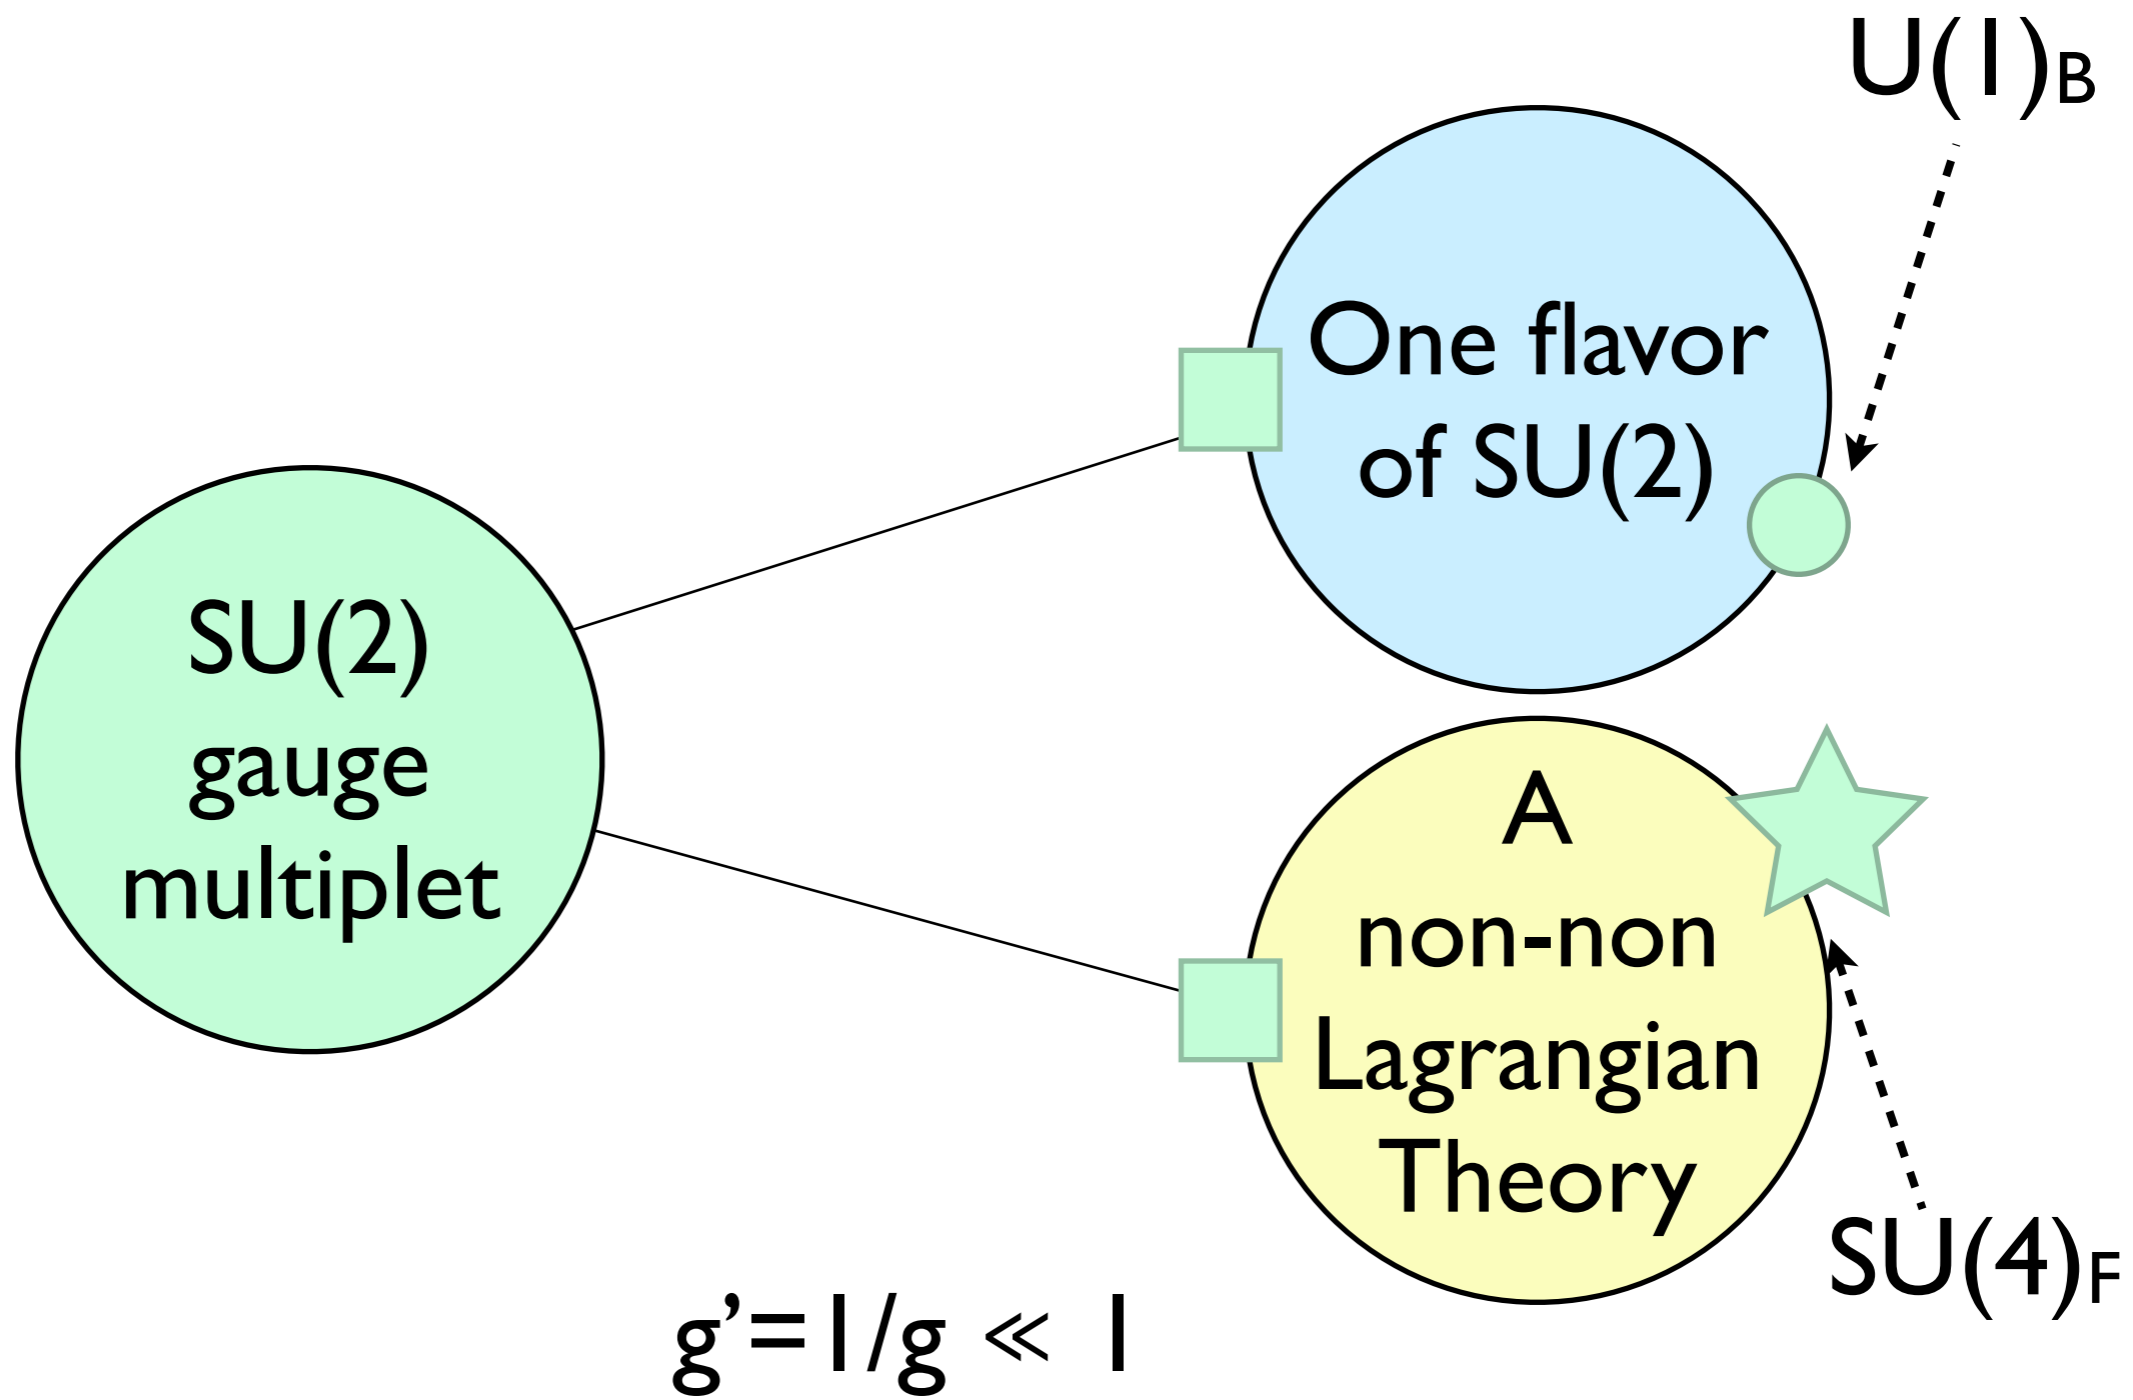 U(1)B
One flavor
of SU(2)
SU(2)
gauge
multiplet
A
non-non
Lagrangian
Theory
SU(4)F
g’=1/g ≪ 1